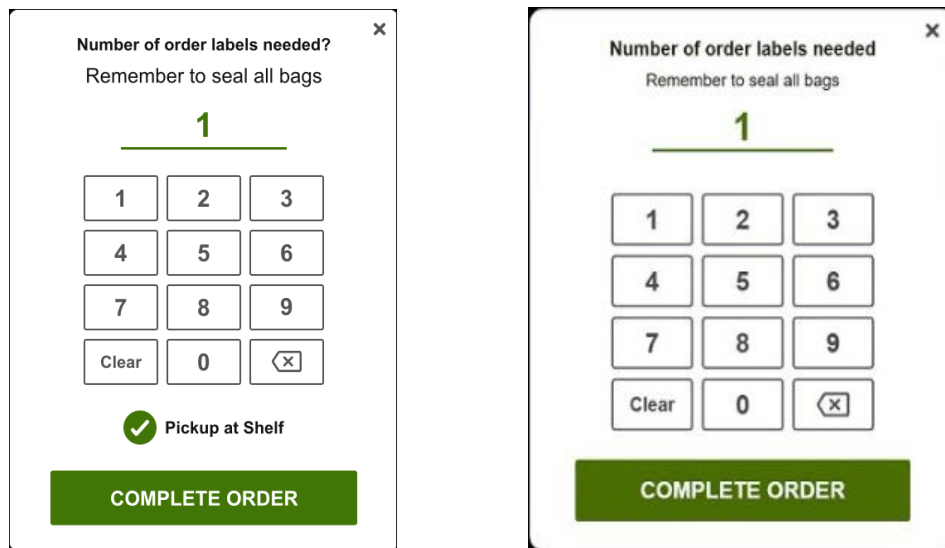 ×
Number of order labels needed?
Remember to seal all bags
1
1 2 3
4 5 6
7 8 9
Clear 0
Pickup at Shelf
COMPLETE ORDER
×
Number of order labels needed
Remember to seal all bags
1
1 2 3
4 5 6
7 8 9
Clear 0
COMPLETE ORDER